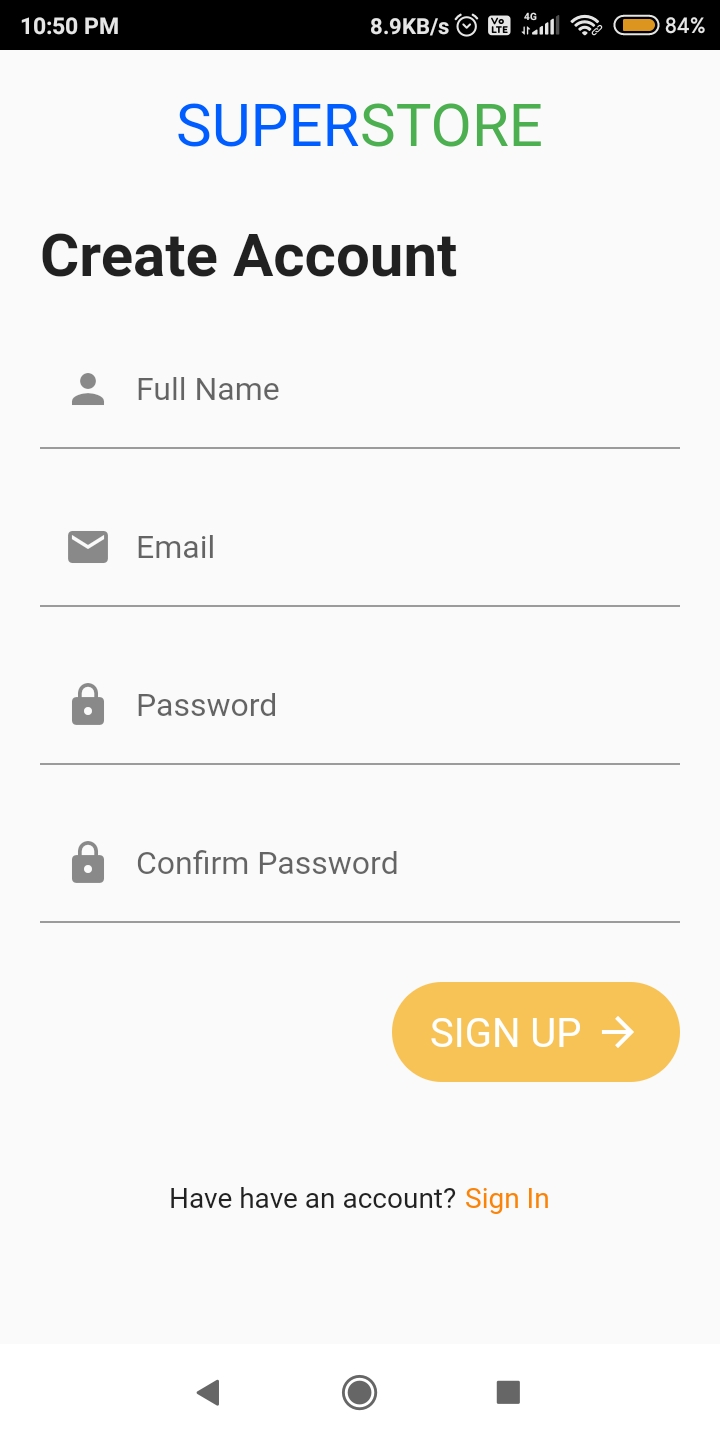 10:50 PM 8.9KB/s Vo LTE 4G 84%
SUPERSTORE
Create Account
Full Name
Email
Password
Confirm Password
SIGN UP
Have have an account? Sign In